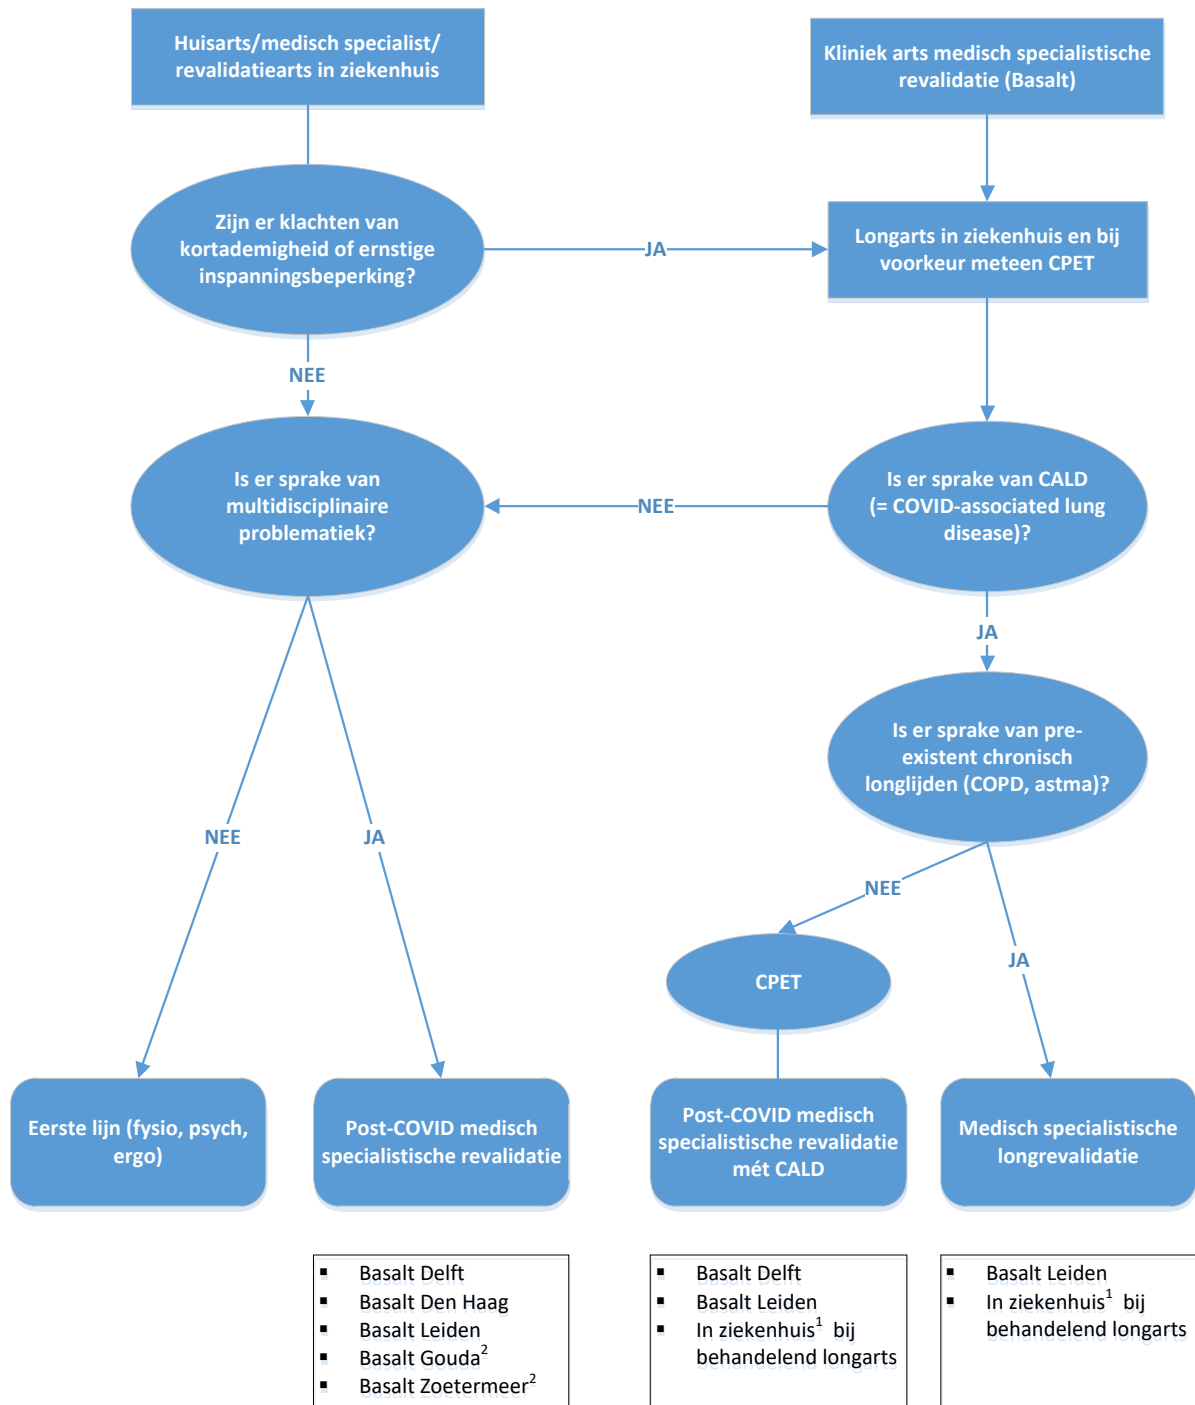 Huisarts/medisch specialist/
revalidatiearts in ziekenhuis
Kliniek arts medisch specialistische
revalidatie (Basalt)
Zijn er klachten van
kortademigheid of ernstige
inspanningsbeperking?
JA
Longarts in ziekenhuis en bij
voorkeur meteen CPET
NEE
Is er sprake van
multidisciplinaire
problematiek?
NEE
Is er sprake van CALD
(= COVID-associated lung
disease)?
JA
Is er sprake van pre-
existent chronisch
longlijden (COPD, astma)?
NEE
JA
NEE
JA
CPET
Eerste lijn (fysio, psych,
ergo)
Post-COVID medisch
specialistische revalidatie
Post-COVID medisch
specialistische revalidatie
mét CALD
Medisch specialistische
longrevalidatie
▪ Basalt Delft
▪ Basalt Den Haag
▪ Basalt Leiden
▪ Basalt Gouda²
▪ Basalt Zoetermeer²
▪ Basalt Delft
▪ Basalt Leiden
▪ In ziekenhuis¹ bij
behandelend longarts
▪ Basalt Leiden
▪ In ziekenhuis¹ bij
behandelend longarts